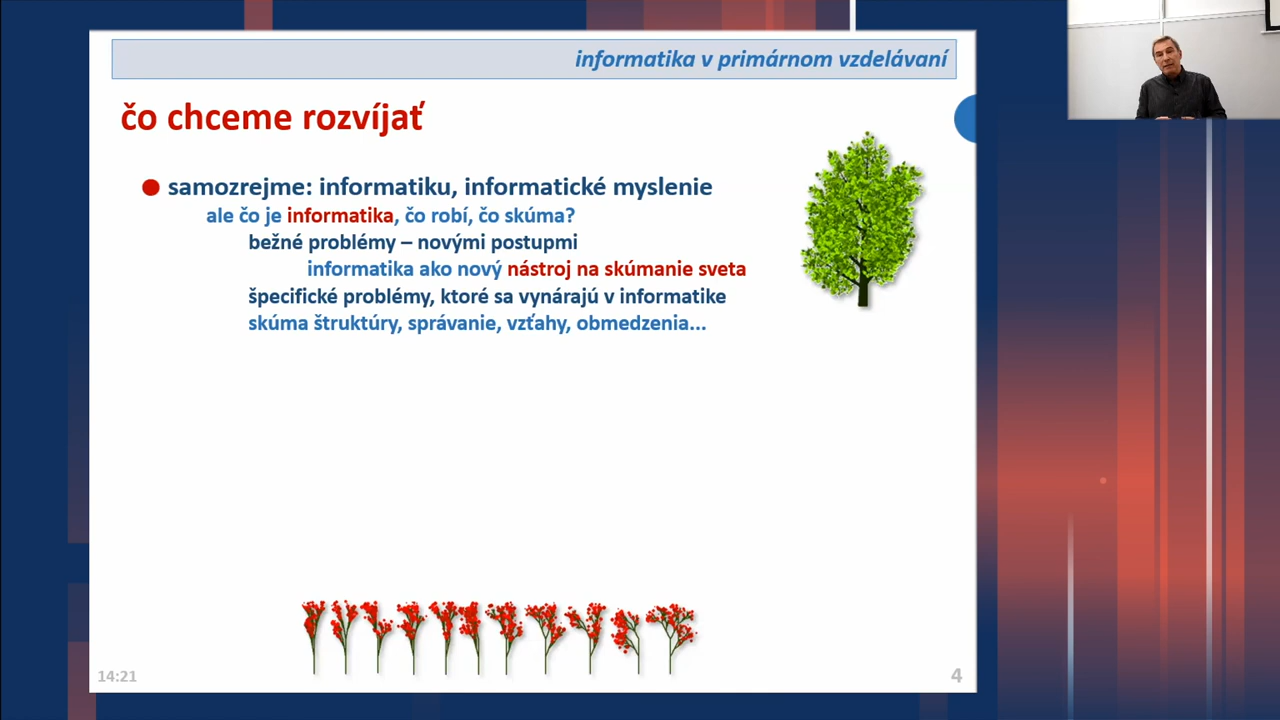 informatika v primárnom vzdelávaní
čo chceme rozvíjať
samozrejme: informatiku, informatické myslenie
ale čo je informatika, čo robí, čo skúma?
bežné problémy – novými postupmi
informatika ako nový nástroj na skúmanie sveta
špecifické problémy, ktoré sa vynárajú v informatike
skúma štruktúry, správanie, vzťahy, obmedzenia...
14:21
4